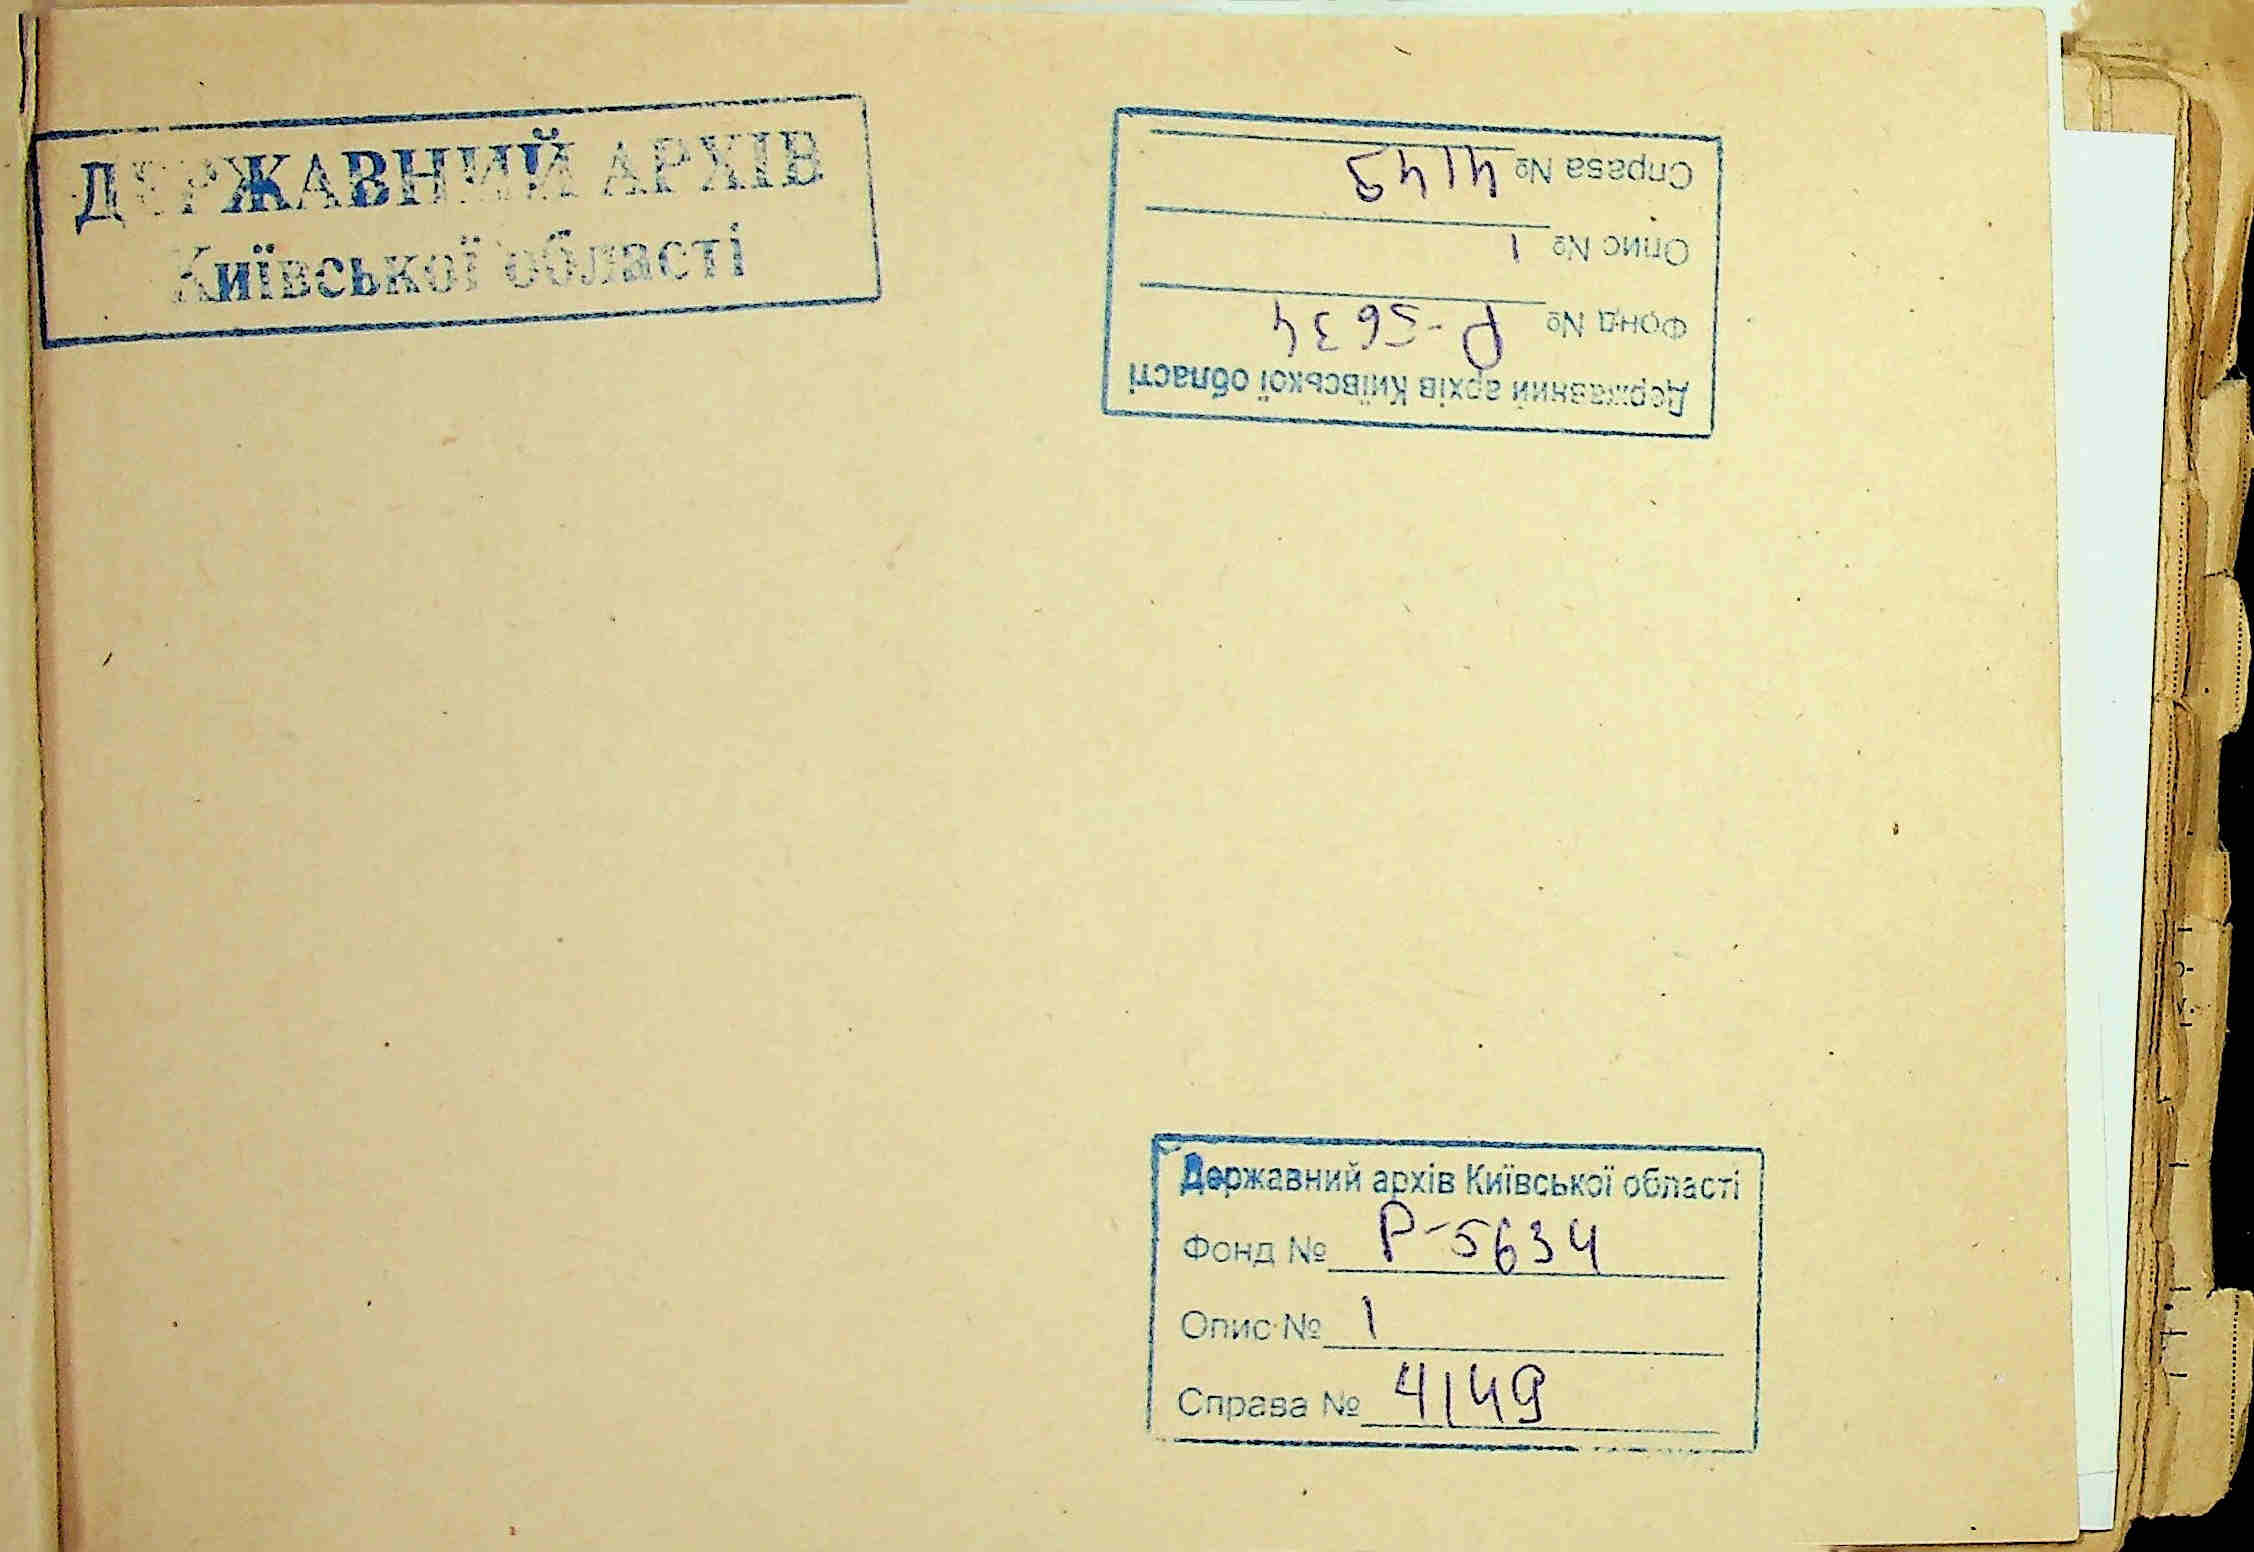 ДЕРЖАВНИЙ АРХІВ
Київської області
Державний архів Київської області
Фонд № Р-5634
Опис № 1
Справа № 4149
Державний архів Київської області
Фонд № Р-5634
Опис № 1
Справа № 4149